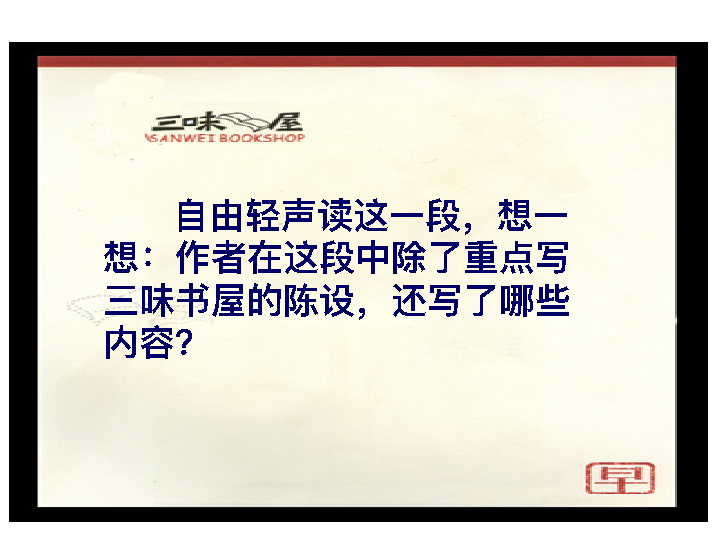 三味书屋
SANWEI BOOKSHOP
自由轻声读这一段，想一
想：作者在这段中除了重点写
三味书屋的陈设，还写了哪些
内容？
早